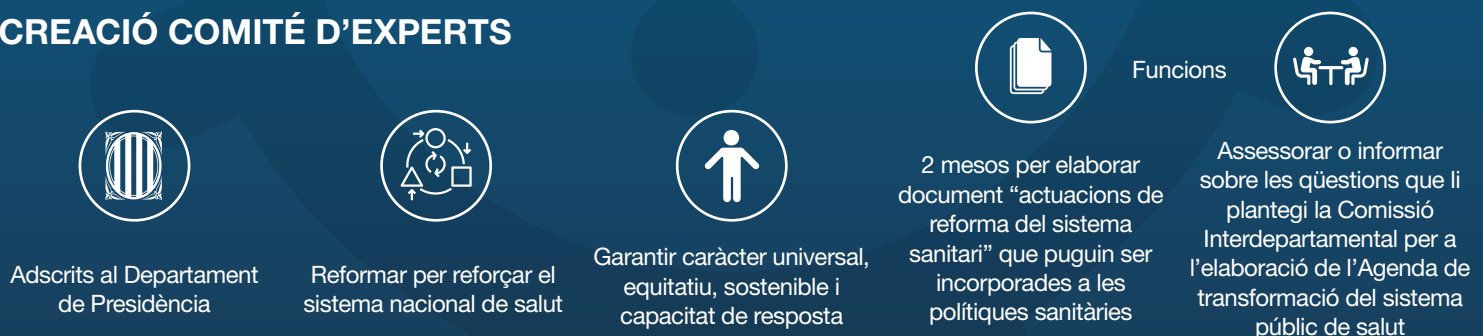 CREACIÓ COMITÉ D’EXPERTS
Adscrits al Departament
de Presidència
Reformar per reforçar el
sistema nacional de salut
Garantir caràcter universal,
equitatiu, sostenible i
capacitat de resposta
Funcions
2 mesos per elaborar
document “actuacions de
reforma del sistema
sanitari” que puguin ser
incorporades a les
polítiques sanitàries
Assessorar o informar
sobre les qüestions que li
plantegi la Comissió
Interdepartamental per a
l’elaboració de l’Agenda de
transformació del sistema
públic de salut